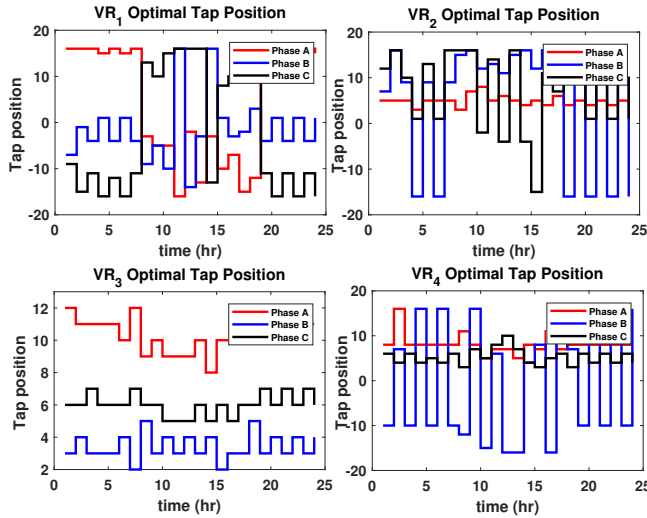 VR1 Optimal Tap Position
Tap position
20
10
0
-10
-20
Phase A
Phase B
Phase C
0 5 10 15 20 25
time (hr)
VR2 Optimal Tap Position
Tap position
20
10
0
-10
-20
Phase A
Phase B
Phase C
0 5 10 15 20 25
time (hr)
VR3 Optimal Tap Position
Tap position
12
10
8
6
4
2
Phase A
Phase B
Phase C
0 5 10 15 20 25
time (hr)
VR4 Optimal Tap Position
Tap position
20
10
0
-10
-20
Phase A
Phase B
Phase C
0 5 10 15 20 25
time (hr)